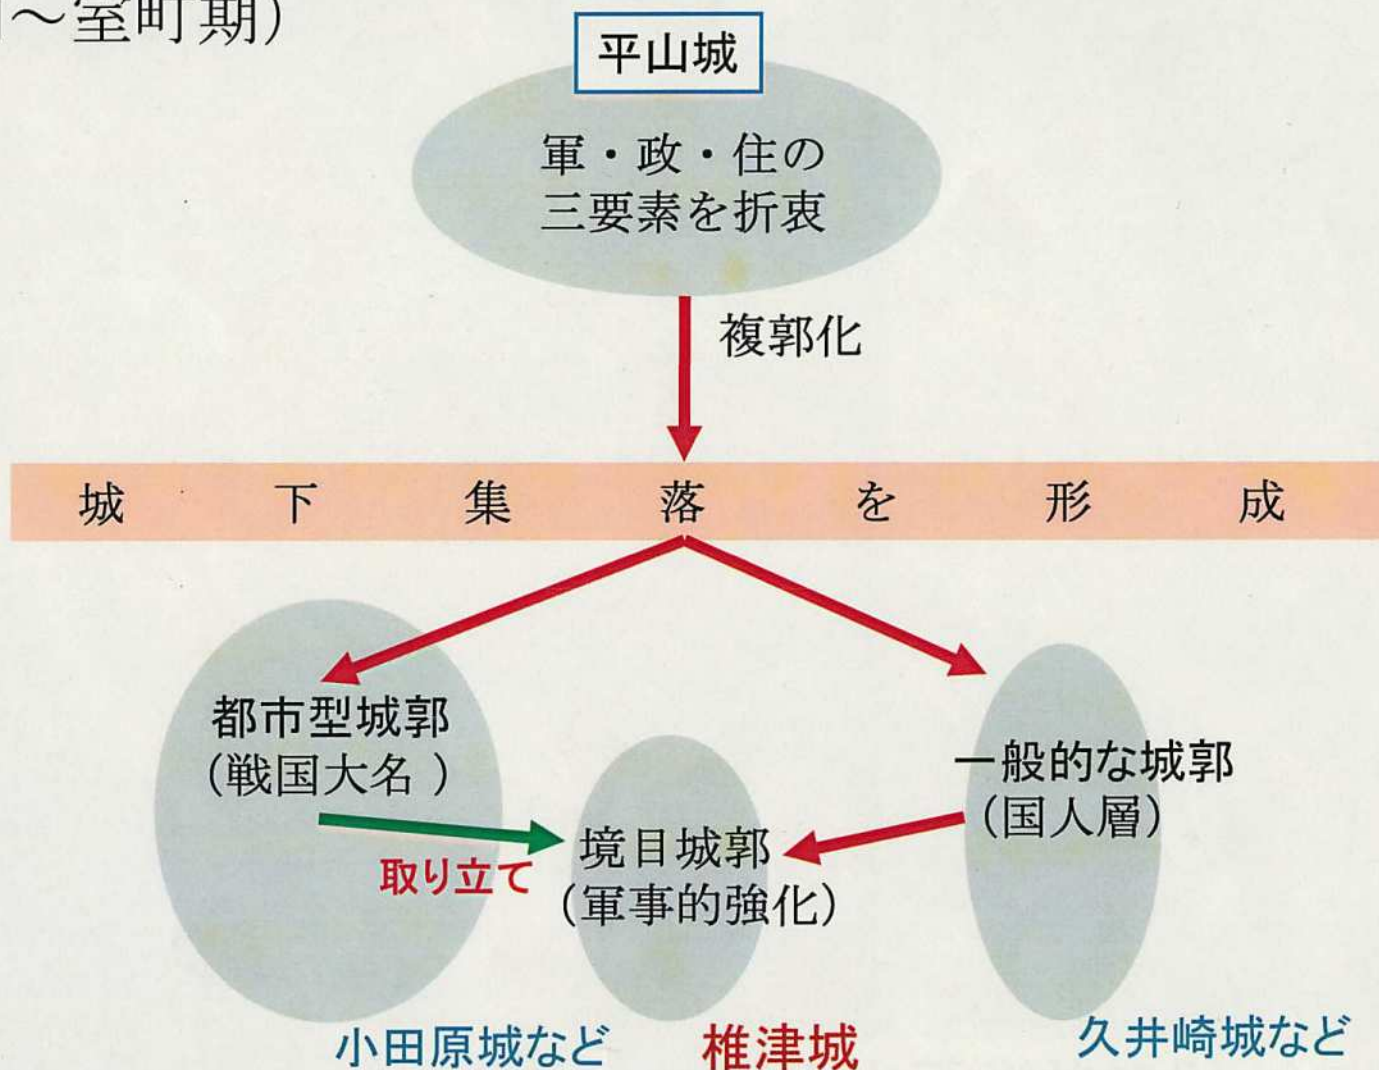 ～室町期）
平山城
軍・政・住の
三要素を折衷
複郭化
城下集落を形成
都市型城郭
（戦国大名 ）
一般的な城郭
（国人層）
取り立て
境目城郭
（軍事的強化）
小田原城など
椎津城
久井崎城など